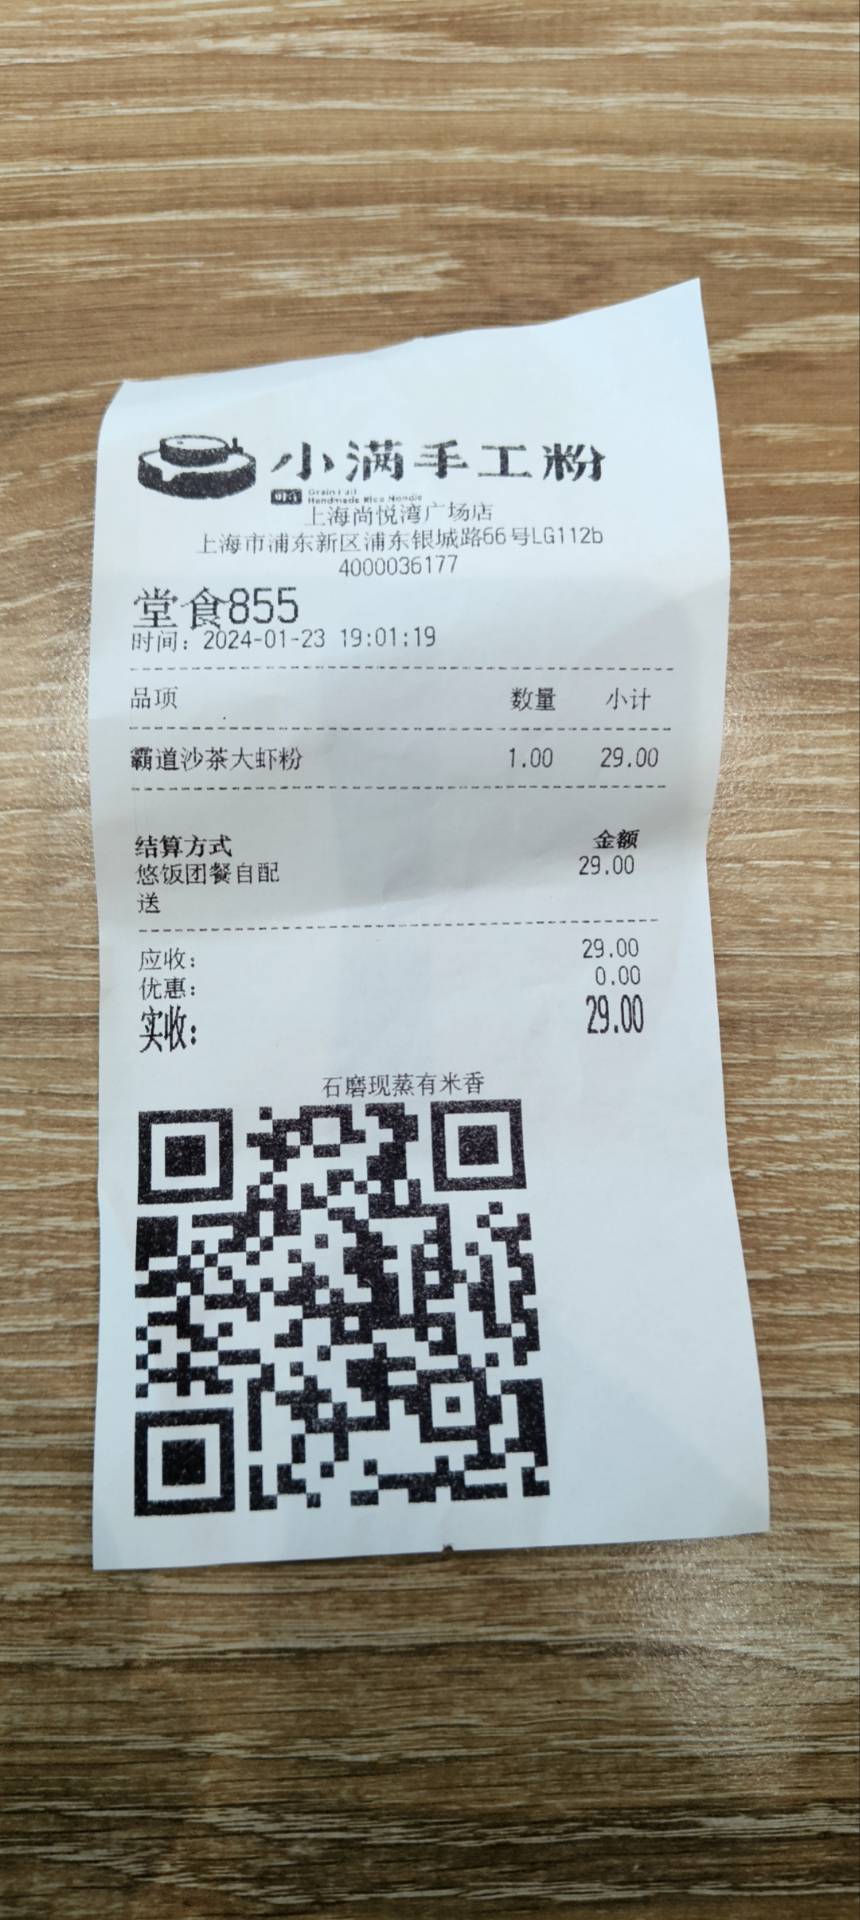 小满手工粉
Grain Full
Handmade Rice Noodle
上海尚悦湾广场店
上海市浦东新区浦东银城路66号LG112b
4000036177
堂食855
时间：2024-01-23 19:01:19
品项 数量 小计
霸道沙茶大虾粉 1.00 29.00
结算方式 金额
悠饭团餐自配 29.00
送
应收： 29.00
优惠： 0.00
实收： 29.00
石磨现蒸有米香